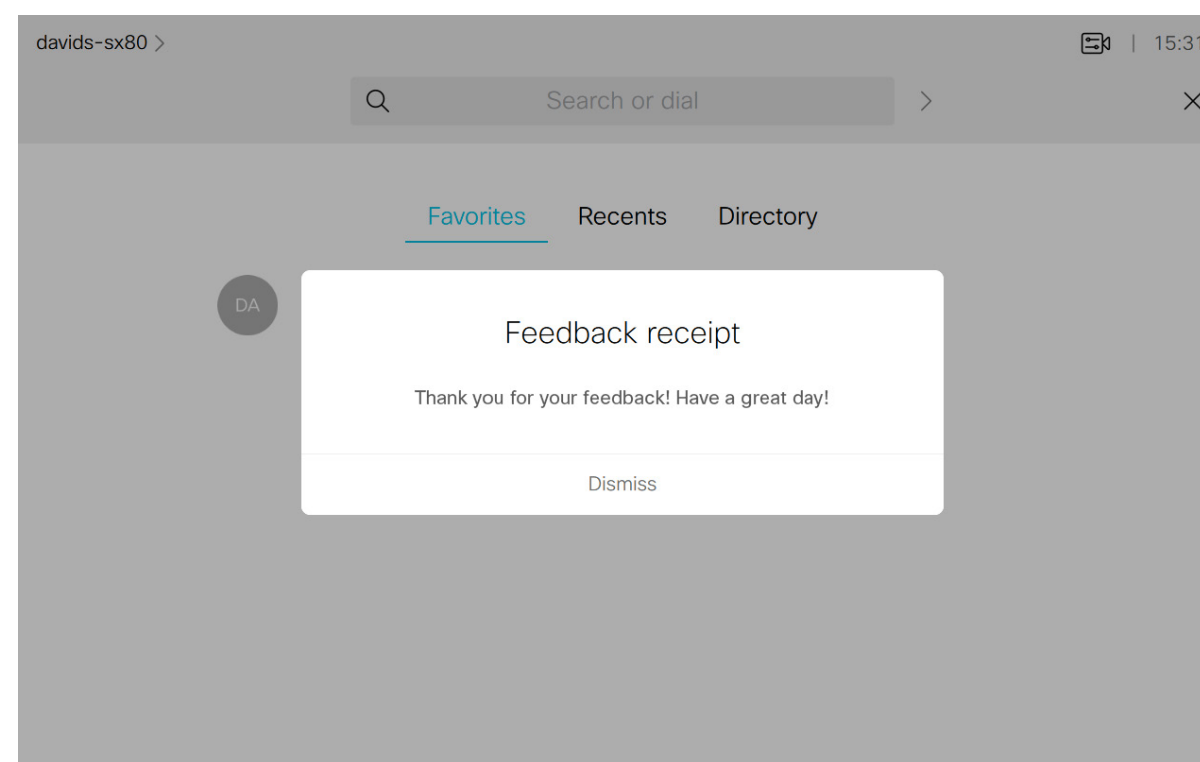 davids-sx80
15:31
Search or dial
Favorites Recents Directory
DA
Feedback receipt
Thank you for your feedback! Have a great day!
Dismiss